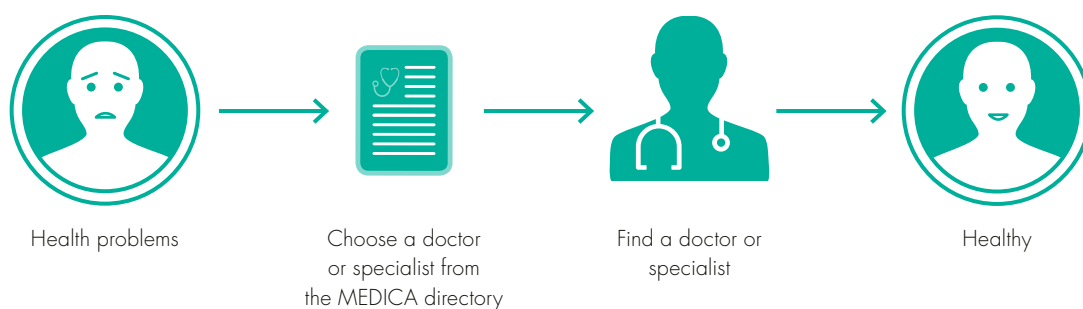 Health problems
Choose a doctor
or specialist from
the MEDICA directory
Find a doctor or
specialist
Healthy